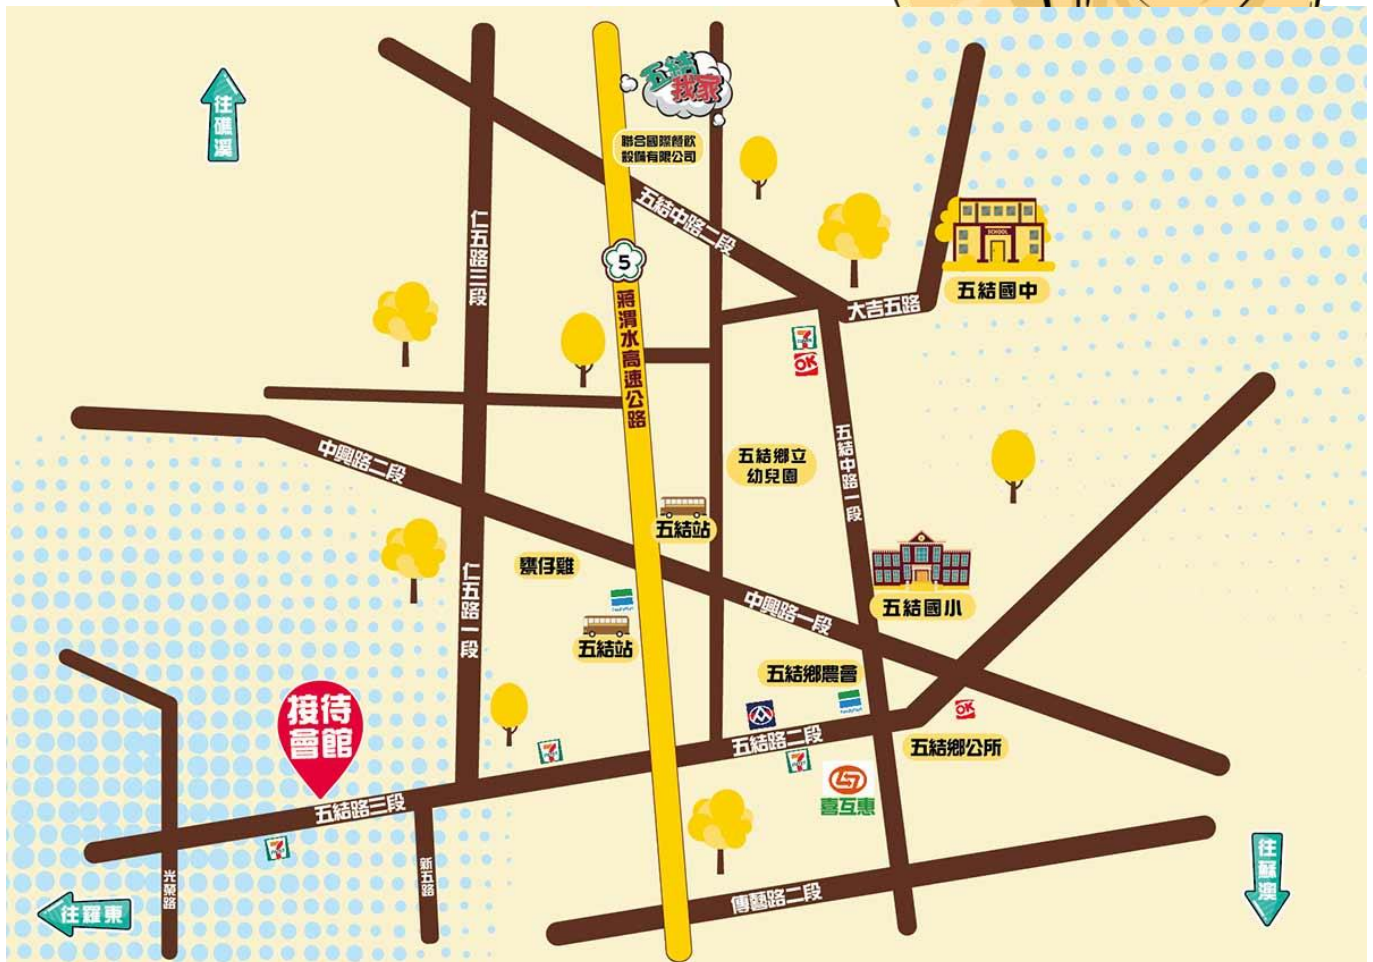 往礁溪
五結
我家
聯合國際餐飲
設備有限公司
仁五路三段
五結中路二段
5
蔣渭水高速公路
SCHOOL
五結國中
大吉五路
7
OK
中興路二段
五結鄉立
幼兒園
五結中路一段
五結站
甕仔雞
仁五路一段
FamilyMart
五結站
中興路一段
五結國小
五結鄉農會
FamilyMart
OK
接待
會館
7
五結路二段
7
五結鄉公所
喜互惠
五結路三段
7
新五路
光榮路
傳藝路二段
往羅東
往蘇澳